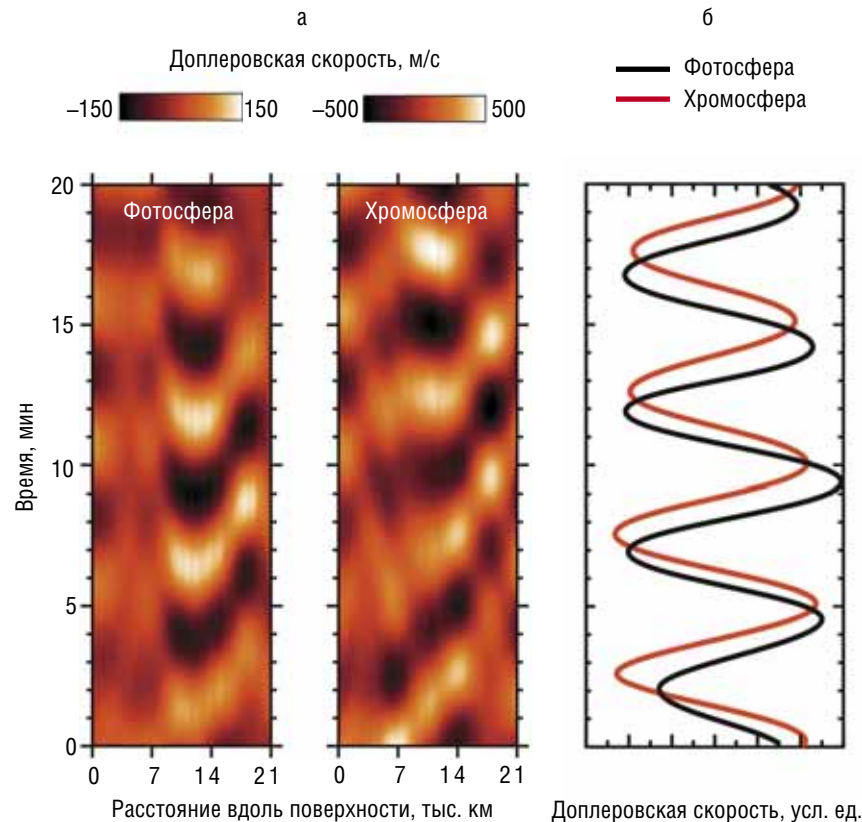 а
Доплеровская скорость, м/с
–150 150 –500 500
Фотосфера Хромосфера
Время, мин
20
15
10
5
0
0 7 14 21 0 7 14 21
Расстояние вдоль поверхности, тыс. км
б
Фотосфера
Хромосфера
Доплеровская скорость, усл. ед.